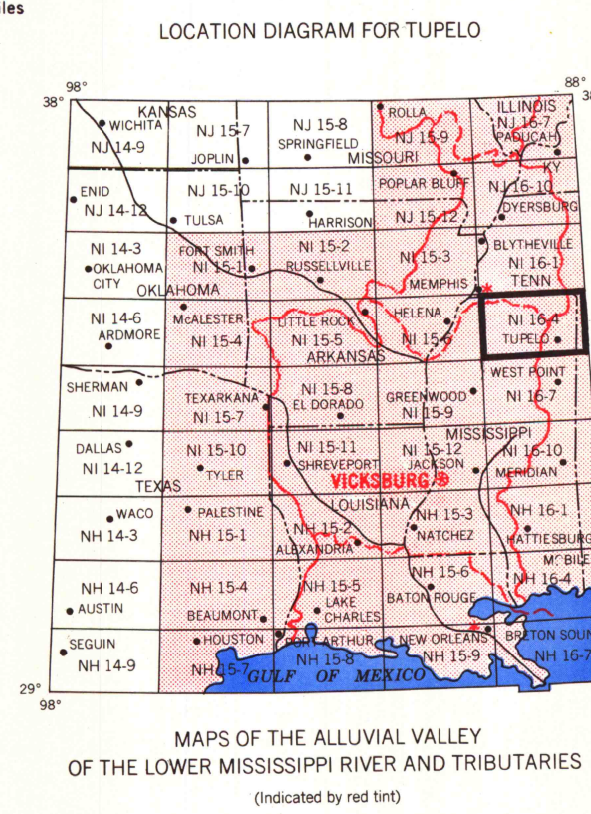 iles
LOCATION DIAGRAM FOR TUPELO
98° 88°
38° 38
KANSAS ROLLA ILLINOIS
WICHITA NJ 15-7 NJ 15-8 NJ 15-9 NJ 16-7
NJ 14-9 SPRINGFIELD PADUCAH
JOPLIN MISSOURI KY
ENID NJ 15-10 NJ 15-11 POPLAR BLUFF NJ 16-10
NJ 14-12 TULSA HARRISON NJ 15-12 DYERSBURG
NI 14-3 FORT SMITH NI 15-2 NI 15-3 BLYTHEVILLE
OKLAHOMA CITY NI 15-1 RUSSELLVILLE MEMPHIS NI 16-1
OKLAHOMA TENN
NI 14-6 McALESTER LITTLE ROCK HELENA NI 16-4
ARDMORE NI 15-4 NI 15-5 NI 15-6 TUPELO
ARKANSAS
SHERMAN TEXARKANA NI 15-8 GREENWOOD WEST POINT
NI 14-9 NI 15-7 EL DORADO NI 15-9 NI 16-7
MISSISSIPPI
DALLAS NI 15-10 NI 15-11 NI 15-12 NI 16-10
NI 14-12 TYLER SHREVEPORT JACKSON MERIDIAN
TEXAS VICKSBURG
LOUISIANA
WACO PALESTINE NH 15-2 NH 15-3 NH 16-1
NH 14-3 NH 15-1 ALEXANDRIA NATCHEZ HATTIESBURG
MOBILE
NH 14-6 NH 15-4 NH 15-5 NH 15-6 NH 16-4
AUSTIN BEAUMONT LAKE CHARLES BATON ROUGE
SEGUIN HOUSTON PORT ARTHUR NEW ORLEANS BRETON SOUN
NH 14-9 NH 15-7 NH 15-8 NH 15-9 NH 16-7
GULF OF MEXICO
29°
98°
MAPS OF THE ALLUVIAL VALLEY
OF THE LOWER MISSISSIPPI RIVER AND TRIBUTARIES
(Indicated by red tint)